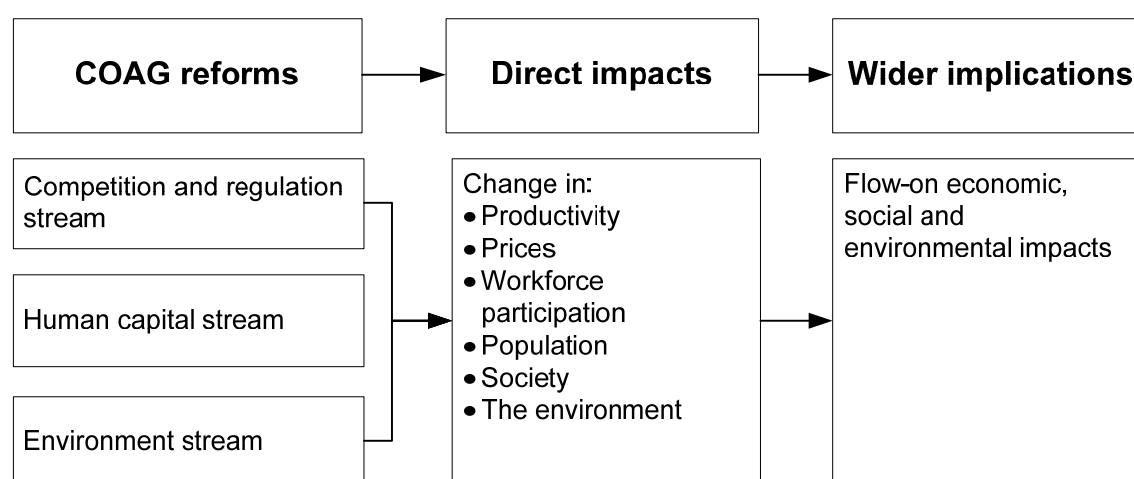 COAG reforms
Direct impacts
Wider implications
Competition and regulation
stream
Human capital stream
Environment stream
Change in:
• Productivity
• Prices
• Workforce
participation
• Population
• Society
• The environment
Flow-on economic,
social and
environmental impacts